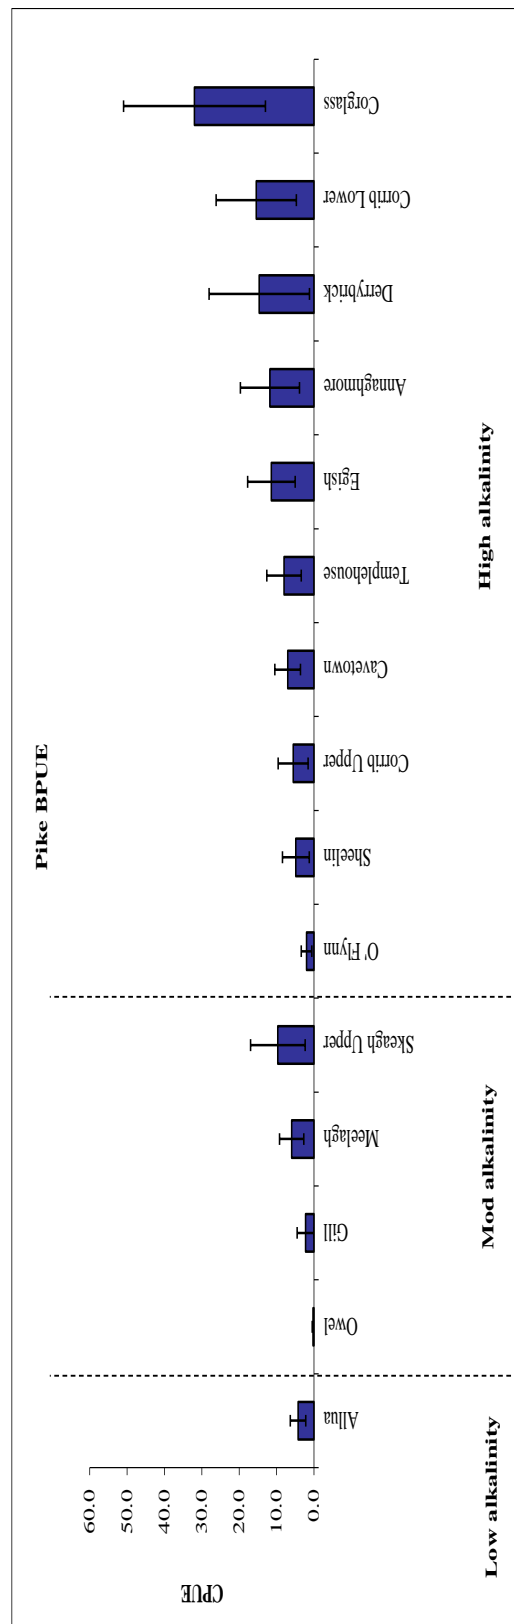 Pike BPUE
CPUE
60.0
50.0
40.0
30.0
20.0
10.0
0.0
Allua
Owel
Gill
Meelagh
Skeagh Upper
O'Flynn
Sheelin
Corrib Upper
Cavetown
Templehouse
Egish
Annaghmore
Derrybrick
Corrib Lower
Corglass
Low alkalinity
Mod alkalinity
High alkalinity